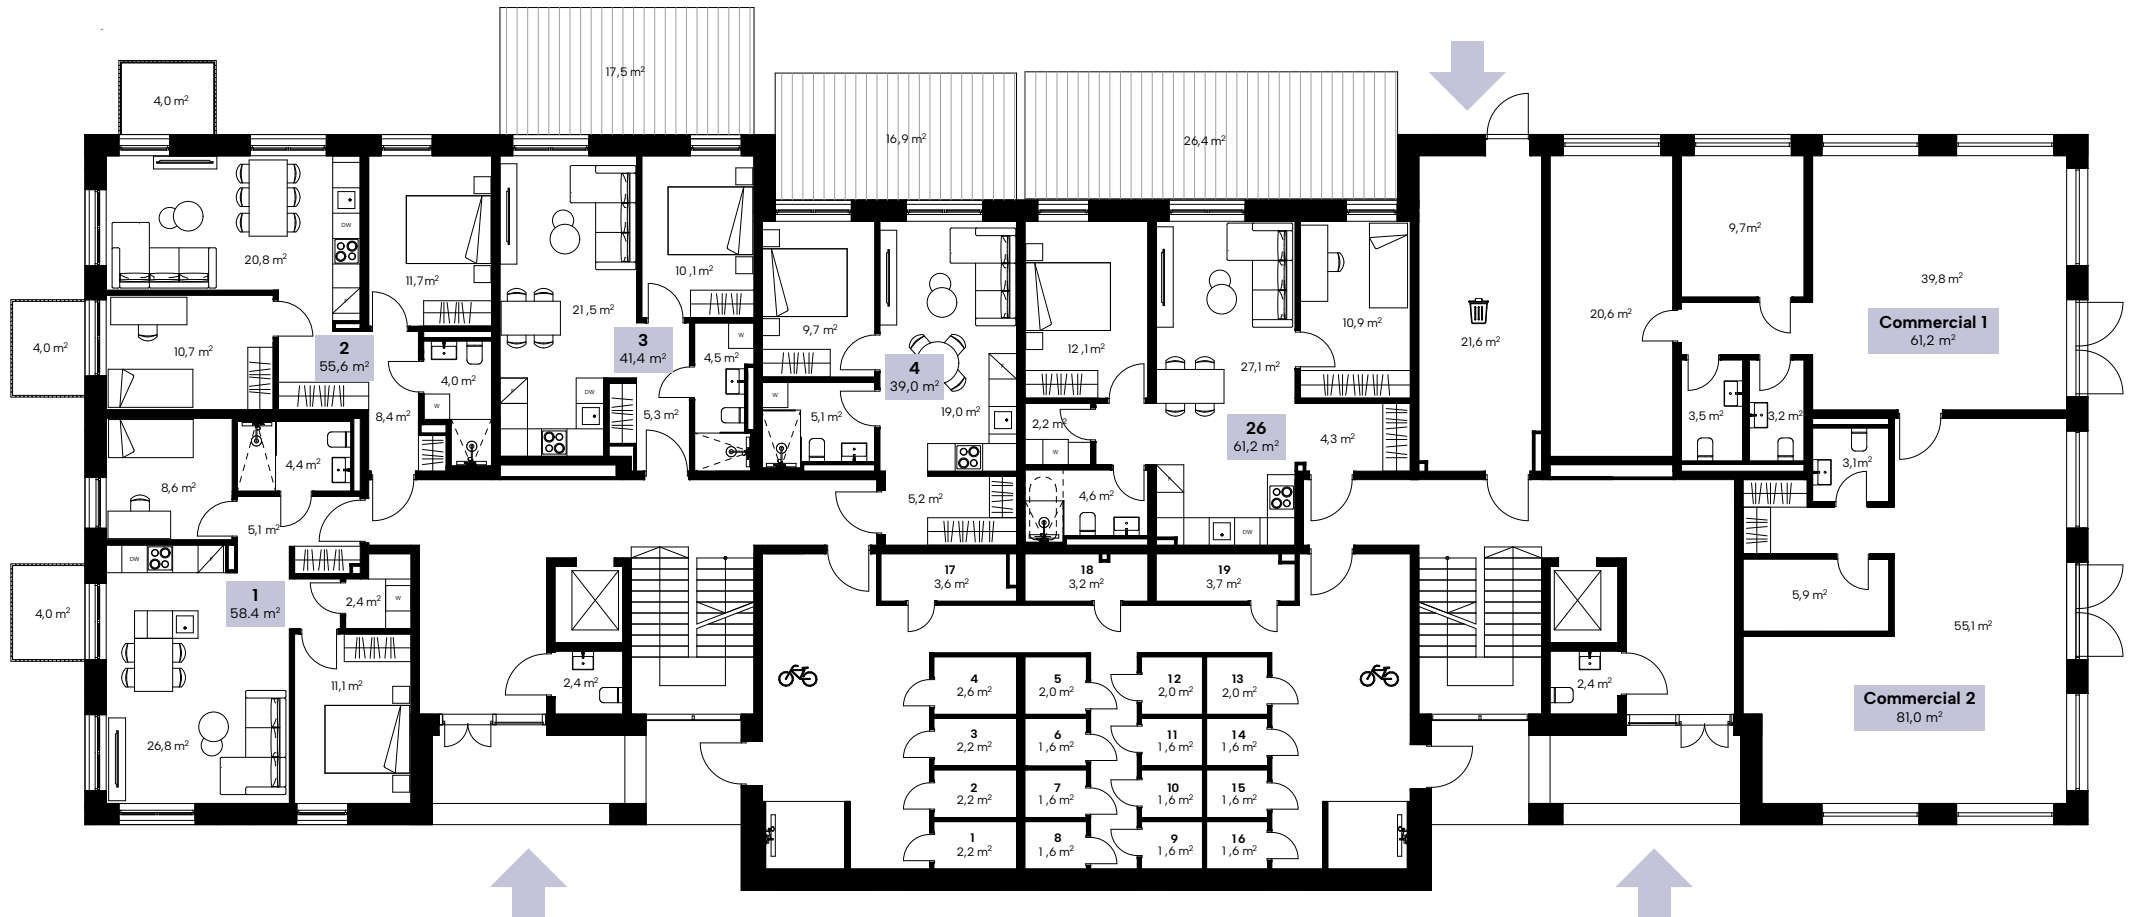 17,5 m²
4,0 m²
16,9 m²
26,4 m²
20,8 m²
DW
11,7 m²
10,1 m²
21,5 m²
9,7 m²
39,8 m²
20,6 m²
21,6 m²
Commercial 1
61,2 m²
4,0 m²
10,7 m²
2
55,6 m²
4,0 m²
W
8,4 m²
3
41,4 m²
4,5 m²
W
DW
5,3 m²
9,7 m²
4
39,0 m²
W
5,1 m²
19,0 m²
12,1 m²
2,2 m²
W
27,1 m²
10,9 m²
26
61,2 m²
4,3 m²
3,5 m²
3,2 m²
3,1 m²
8,6 m²
4,4 m²
5,1 m²
5,2 m²
4,6 m²
DW
DW
4,0 m²
1
58.4 m²
2,4 m²
W
11,1 m²
26,8 m²
2,4 m²
17
3,6 m²
18
3,2 m²
19
3,7 m²
5,9 m²
55,1 m²
2,4 m²
Commercial 2
81,0 m²
4
2,6 m²
5
2,0 m²
12
2,0 m²
13
2,0 m²
3
2,2 m²
6
1,6 m²
11
1,6 m²
14
1,6 m²
2
2,2 m²
7
1,6 m²
10
1,6 m²
15
1,6 m²
1
2,2 m²
8
1,6 m²
9
1,6 m²
16
1,6 m²